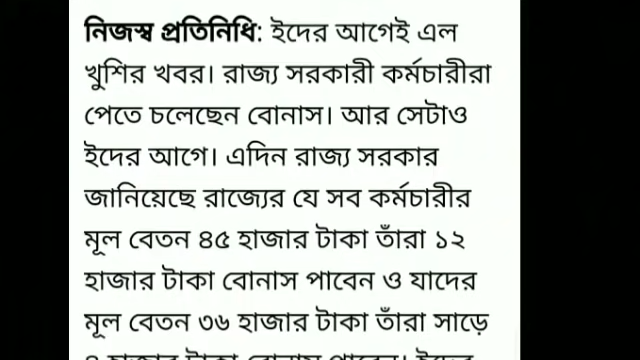 নিজস্ব প্রতিনিধি: ইদের আগেই এল
খুশির খবর। রাজ্য সরকারী কর্মচারীরা
পেতে চলেছেন বোনাস। আর সেটাও
ইদের আগে। এদিন রাজ্য সরকার
জানিয়েছে রাজ্যের যে সব কর্মচারীর
মূল বেতন ৪৫ হাজার টাকা তাঁরা ১২
হাজার টাকা বোনাস পাবেন ও যাদের
মূল বেতন ৩৬ হাজার টাকা তাঁরা সাড়ে
হাজার টাকা বোনাস পাবেন। ইদের